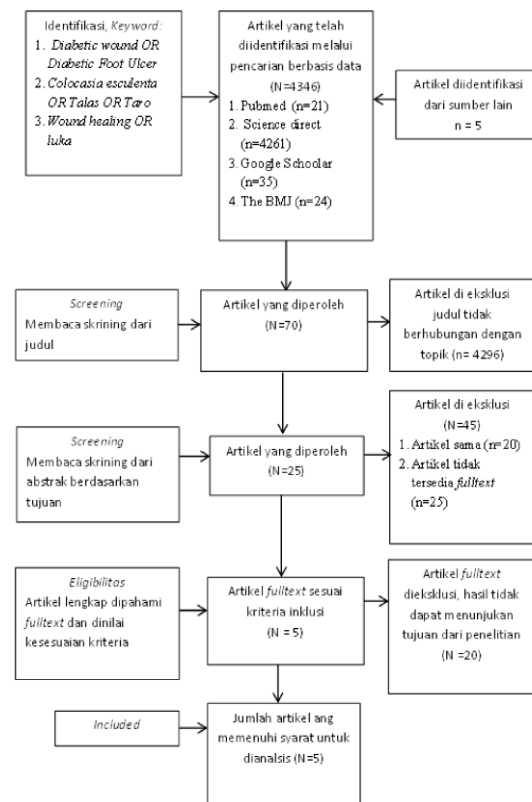 Identifikasi, Keyword:
1. Diabetic wound OR
Diabetic Foot Ulcer
2. Colocasia esculenta
OR Talas OR Taro
3. Wound healing OR
luka
Artikel yang telah
diidentifikasi melalui
pencarian berbasis data
(N=4346)
1. Pubmed (n=21)
2. Science direct
(n=4261)
3. Google Schoolar
(n=35)
4. The BMJ (n=24)
Artikel diidentifikasi
dari sumber lain
n = 5
Screening
Membaca skrining dari
judul
Artikel yang diperoleh
(N=70)
Artikel di eksklusi
judul tidak
berhubungan dengan
topik (n= 4296)
Screening
Membaca skrining dari
abstrak berdasarkan
tujuan
Artikel yang diperoleh
(N=25)
Artikel di eksklusi
(N=45)
1. Artikel sama (n=20)
2. Artikel tidak
tersedia fulltext
(n=25)
Eligibilitas
Artikel lengkap dipahami
fulltext dan dinilai
kesesuaian kriteria
Artikel fulltext sesuai
kriteria inklusi
(N = 5)
Artikel fulltext
dieksklusi, hasil tidak
dapat menunjukan
tujuan dari penelitian
(N =20)
Included
Jumlah artikel ang
memenuhi syarat untuk
dianalsis (N=5)